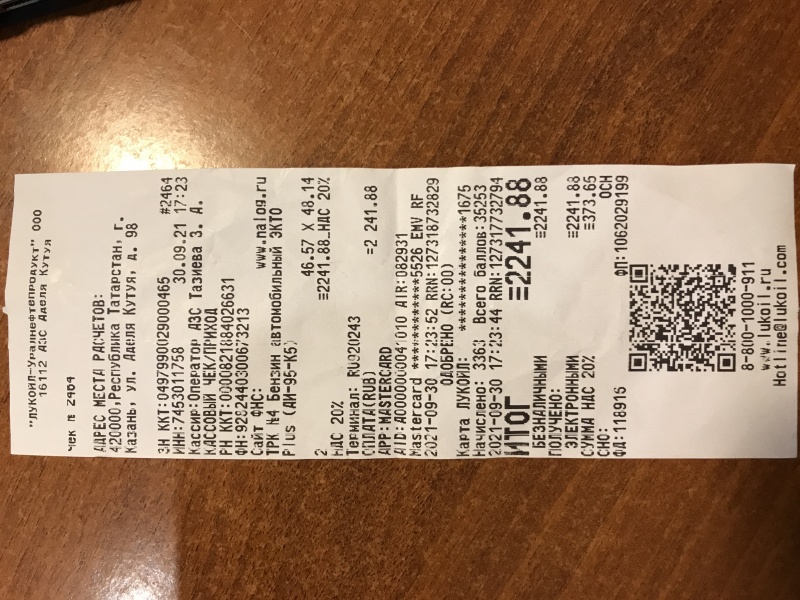 "ЛУКОЙЛ-Уралнефтепродукт" ООО
16112 АЗС Аделя Кутуя
Чек № 2464
АДРЕС МЕСТА РАСЧЕТОВ:
420000,Республика Татарстан, г.
Казань, ул. Аделя Кутуя, д. 98
#2464
ЗН ККТ:0497990029000465
ИНН:7453011758 30.09.21 17:23
Кассир:Оператор АЗС Тазиева З. А.
КАССОВЫЙ ЧЕК/ПРИХОД
РН ККТ:0000821884026631
ФН:9282440300673213
Сайт ФНС: www.nalog.ru
ТРК №4 Бензин автомобильный ЭКТО
Plus (АИ-95-К5)
46.57 X 48.14
2 ≡2241.88_НДС 20%
НДС 20% =2 241.88
Терминал: RU920243
ОПЛАТА(RUB)
APP:MASTERCARD
AID:A0000000041010 AIR:082931
Mastercard ************5526 EMV RF
2021-09-30 17:23:52 RRN:127318732829
ОДОБРЕНО (RC:00)
Карта ЛУКОЙЛ: **************1675
Начислено: 3363 Всего баллов:35253
2021-09-30 17:23:44 RRN:127317732794
ИТОГ ≡2241.88
БЕЗНАЛИЧНЫМИ ≡2241.88
ПОЛУЧЕНО:
ЭЛЕКТРОННЫМИ ≡2241.88
СУММА НДС 20% ≡373.65
СНО: ОСН
ФД:118915 ФП:1062029199
8-800-1000-911
www.lukoil.ru
Hotline@lukoil.com